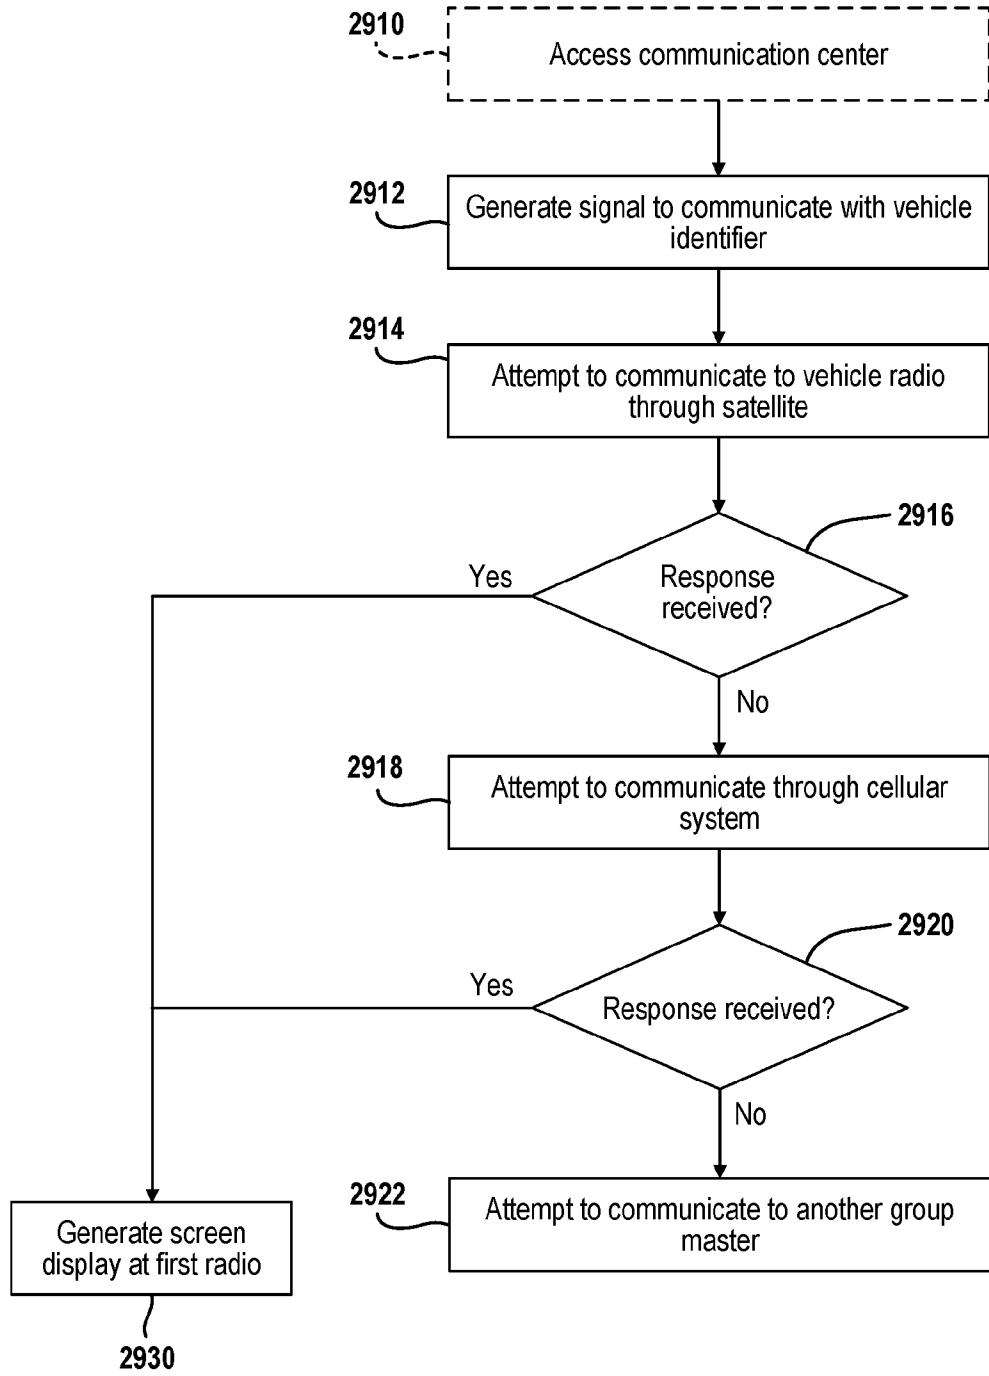 2910
Access communication center
2912
Generate signal to communicate with vehicle
identifier
2914
Attempt to communicate to vehicle radio
through satellite
2916
Yes
Response
received?
No
2918
Attempt to communicate through cellular
system
2920
Yes
Response received?
No
2922
Attempt to communicate to another group
master
Generate screen
display at first radio
2930